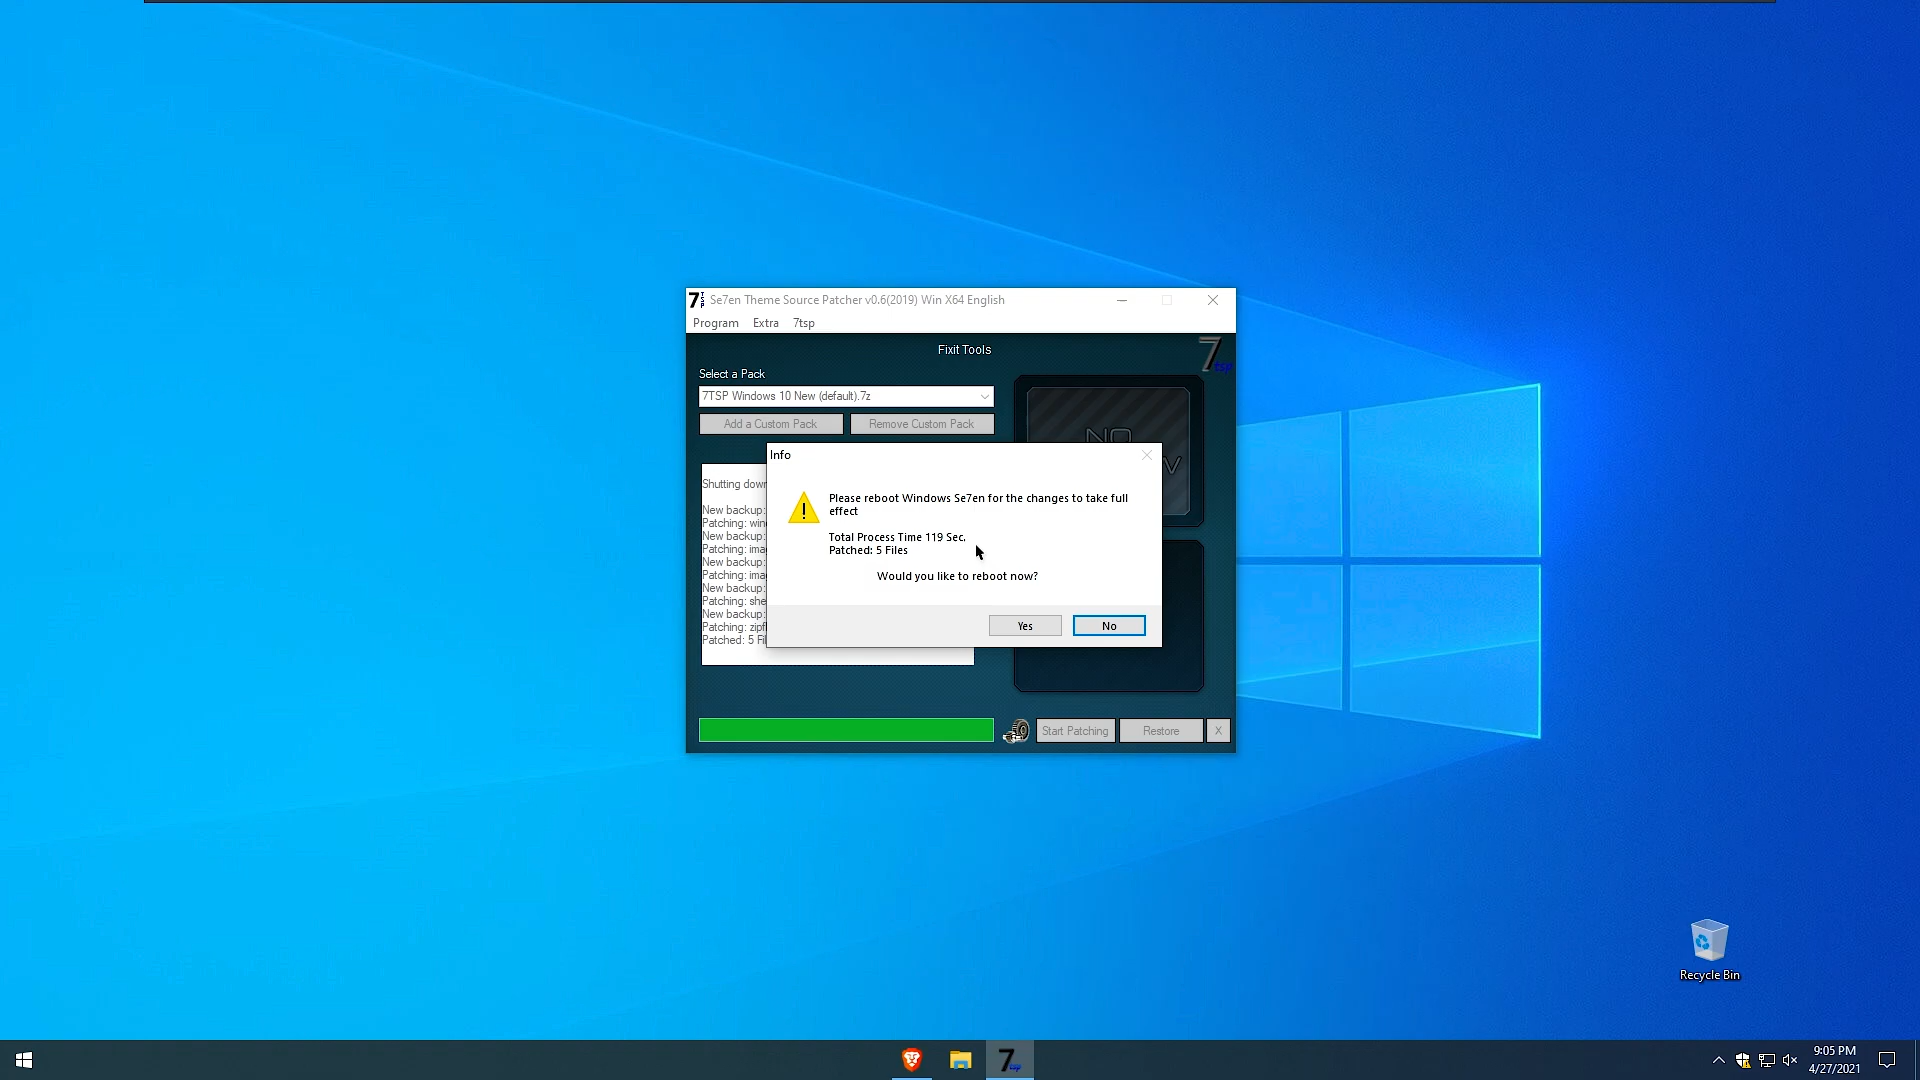 7TSP
Se7en Theme Source Patcher v0.6(2019) Win X64 English
Program Extra 7tsp
Fixit Tools
7tsp
Select a Pack
7TSP Windows 10 New (default).7z
Add a Custom Pack Remove Custom Pack
NO
Info
Shutting down
Please reboot Windows Se7en for the changes to take full
effect
New backup:
Patching: win
New backup:
Total Process Time 119 Sec.
Patching: ima
Patched: 5 Files
New backup:
Patching: ima
Would you like to reboot now?
New backup:
Patching: she
New backup:
Patching: zipf
Patched: 5 Fil
Yes No
Start Patching Restore X
Recycle Bin
7tsp
9:05 PM
4/27/2021